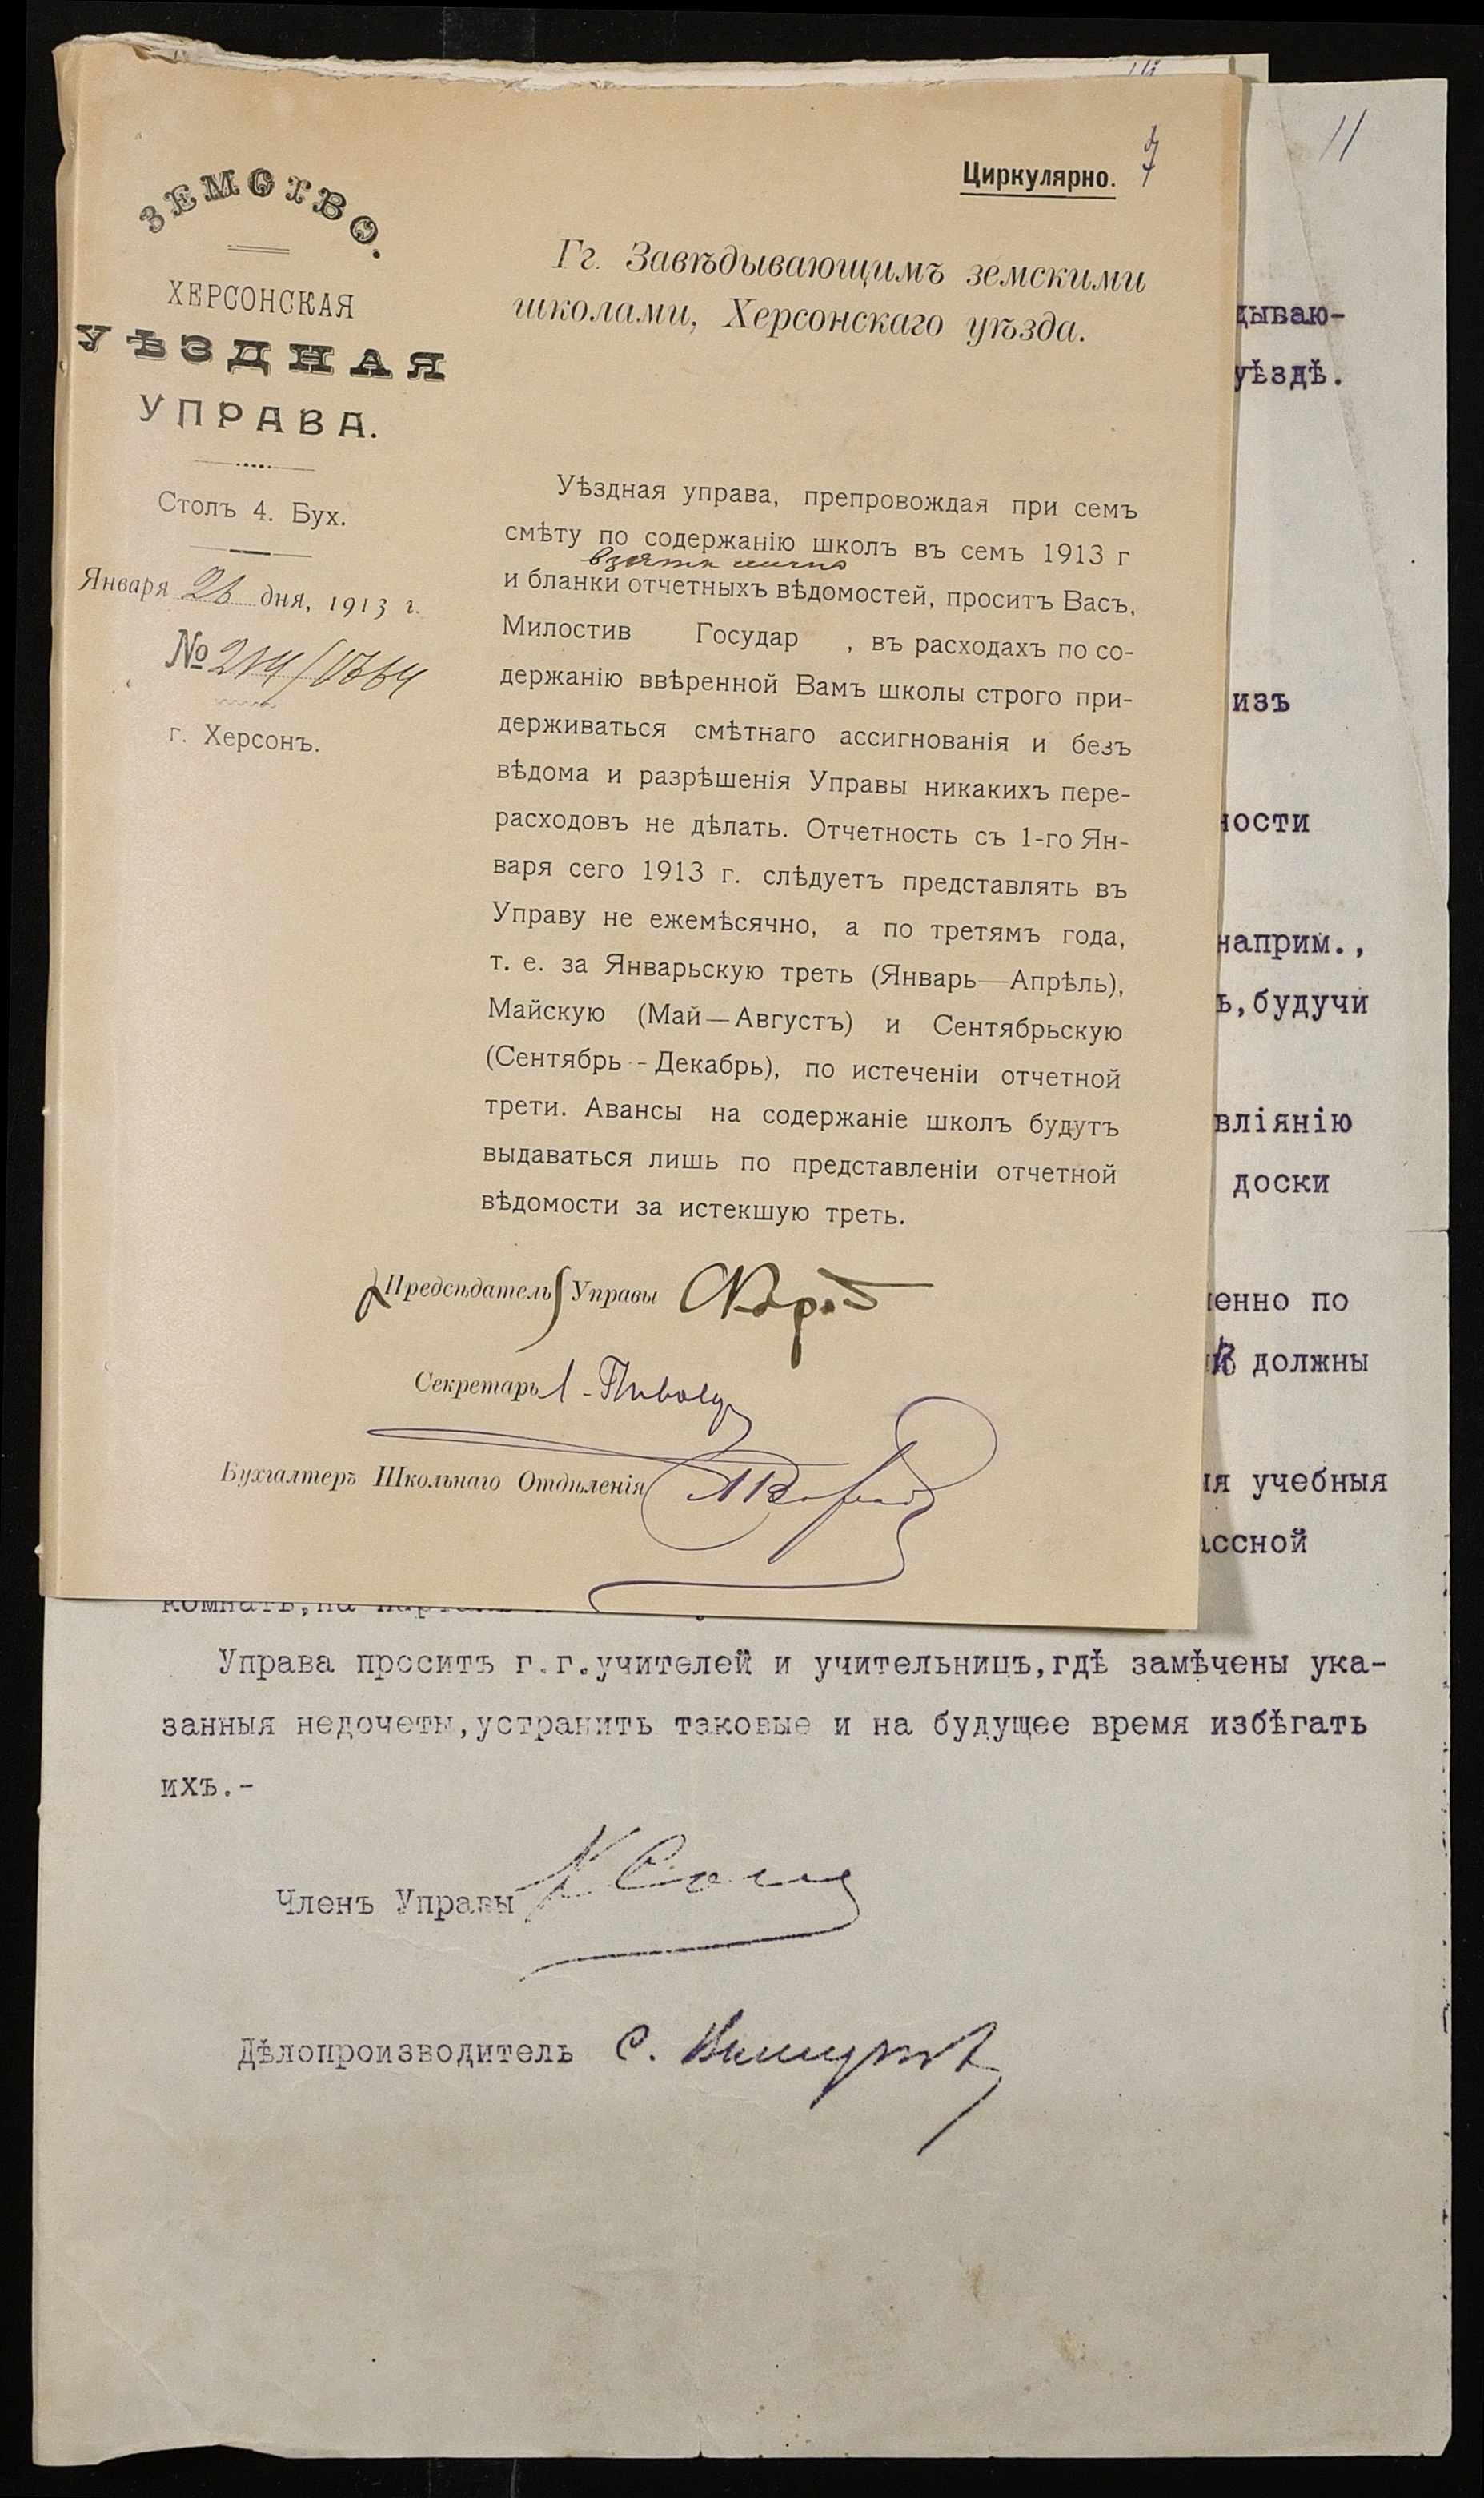 11
Циркулярно.
7
ЗЕМСТВО.
ХЕРСОНСКАЯ
УѢЗДНАЯ
УПРАВА.
Столъ 4. Бух.
Января 26 дня, 1913 г.
№
г. Херсонъ.
Гг. Завѣдывающимъ земскими
школами, Херсонскаго уѣзда.
Уѣздная управа, препровождая при семъ
смѣту по содержанію школъ въ семъ 1913 г
и бланки отчетныхъ вѣдомостей, проситъ Васъ,
Милостив Государ , въ расходахъ по со-
держанію ввѣренной Вамъ школы строго при-
держиваться смѣтнаго ассигнованія и безъ
вѣдома и разрѣшенія Управы никакихъ пере-
расходовъ не дѣлать. Отчетность съ 1-го Ян-
варя сего 1913 г. слѣдуетъ представлять въ
Управу не ежемѣсячно, а по третямъ года,
т. е. за Январьскую треть (Январь—Апрѣль),
Майскую (Май—Августъ) и Сентябрьскую
(Сентябрь - Декабрь), по истеченіи отчетной
трети. Авансы на содержаніе школъ будутъ
выдаваться лишь по представленіи отчетной
вѣдомости за истекшую треть.
Предсѣдатель Управы
Секретарь
Бухгалтеръ Школьнаго Отдѣленія
дываю-
уѣздѣ.
изъ
ности
наприм.,
ъ,будучи
вліянію
доски
енно по
должны
ія учебныя
ассной
Управа проситъ г.г.учителей и учительницъ,гдѣ замѣчены ука-
занныя недочеты,устранить таковые и на будущее время избѣгать
ихъ.-
Членъ Управы
Дѣлопроизводитель С.